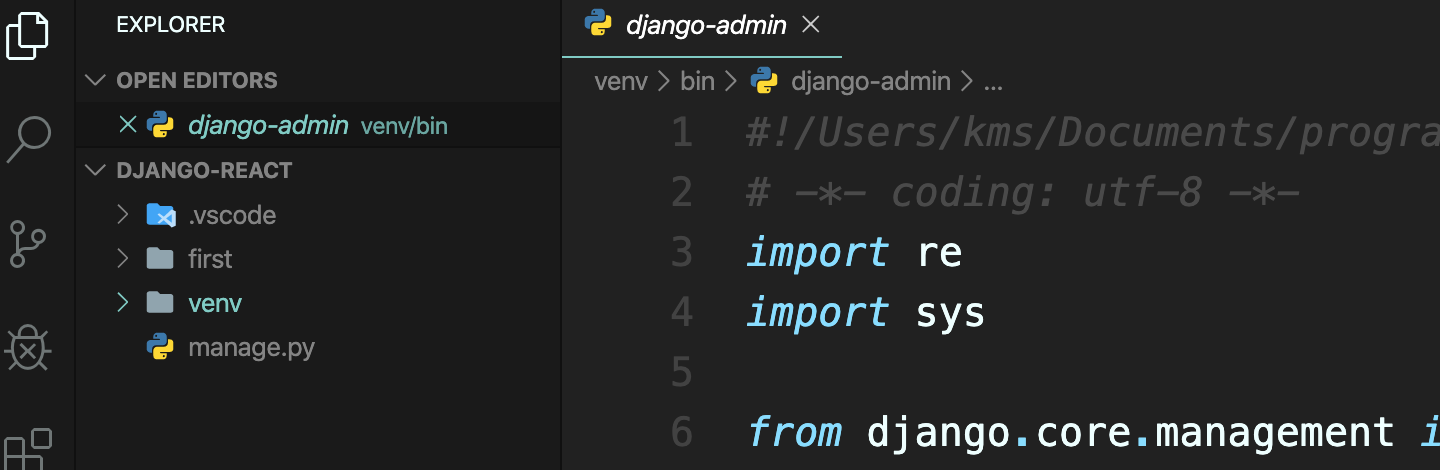 EXPLORER
OPEN EDITORS
django-admin venv/bin
DJANGO-REACT
.vscode
first
venv
manage.py
django-admin
venv > bin > django-admin > ...
1 #!/Users/kms/Documents/progra
2 # -*- coding: utf-8 -*-
3 import re
4 import sys
5
6 from django.core.management i